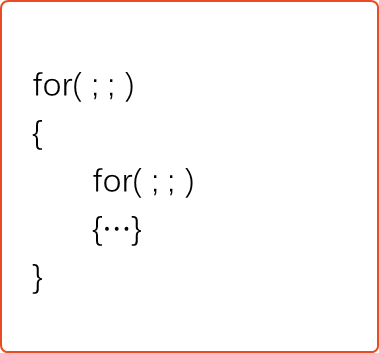 for( ; ; )
{
for( ; ; )
{···}
}